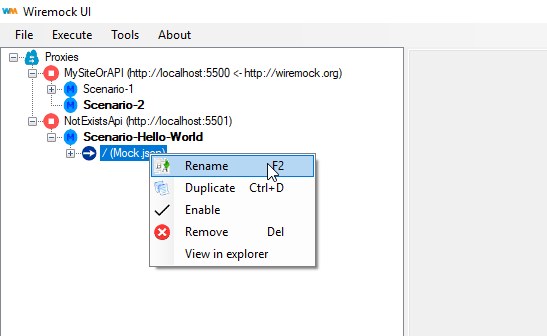 WM Wiremock UI
File Execute Tools About
Proxies
MySiteOrAPI (http://localhost:5500 <- http://wiremock.org)
M Scenario-1
M Scenario-2
NotExistsApi (http://localhost:5501)
M Scenario-Hello-World
/ (Mock.json)
Rename F2
Duplicate Ctrl+D
Enable
Remove Del
View in explorer